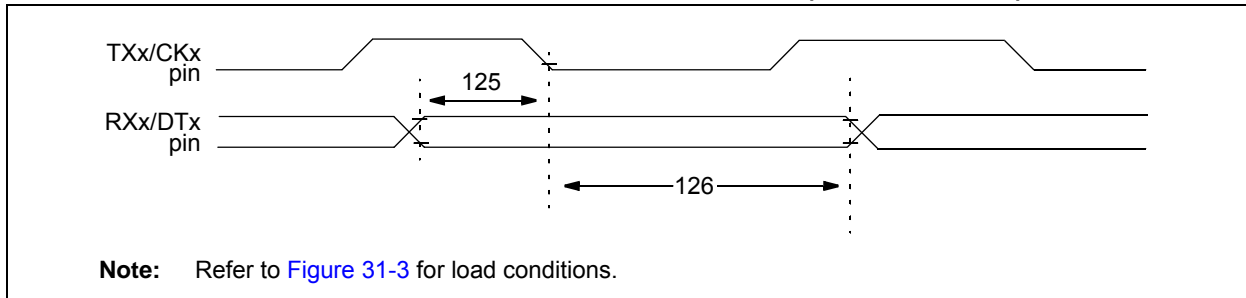 TXx/CKx
pin
125
RXx/DTx
pin
126
Note: Refer to Figure 31-3 for load conditions.